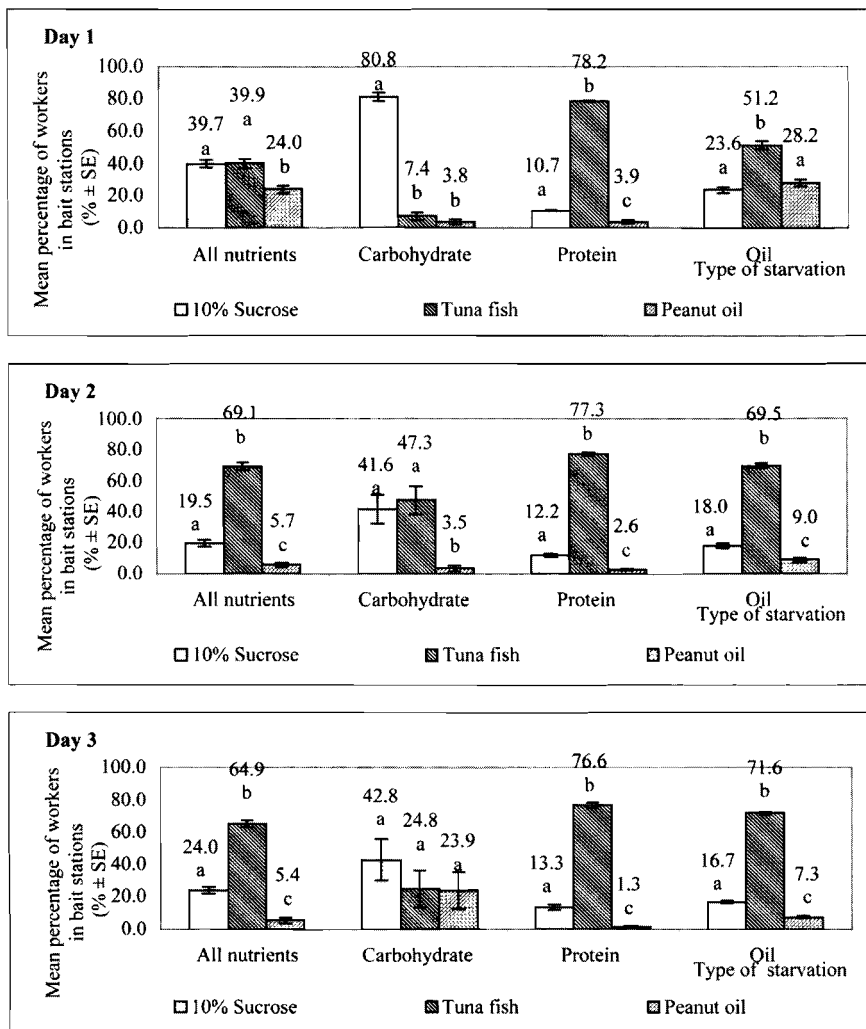 Day 1
Mean percentage of workers
in bait stations
(% ± SE)
100.0
80.0
60.0
40.0
20.0
0.0
39.7
a
39.9
a
24.0
b
80.8
a
7.4
b
3.8
b
10.7
a
78.2
b
3.9
c
23.6
a
51.2
b
28.2
a
All nutrients Carbohydrate Protein Oil
Type of starvation
10% Sucrose Tuna fish Peanut oil
Day 2
Mean percentage of workers
in bait stations
(% ± SE)
100.0
80.0
60.0
40.0
20.0
0.0
19.5
a
69.1
b
5.7
c
41.6
a
47.3
a
3.5
b
12.2
a
77.3
b
2.6
c
18.0
a
69.5
b
9.0
c
All nutrients Carbohydrate Protein Oil
Type of starvation
10% Sucrose Tuna fish Peanut oil
Day 3
Mean percentage of workers
in bait stations
(% ± SE)
100.0
80.0
60.0
40.0
20.0
0.0
24.0
a
64.9
b
5.4
c
42.8
a
24.8
a
23.9
a
13.3
a
76.6
b
1.3
c
16.7
a
71.6
b
7.3
c
All nutrients Carbohydrate Protein Oil
Type of starvation
10% Sucrose Tuna fish Peanut oil